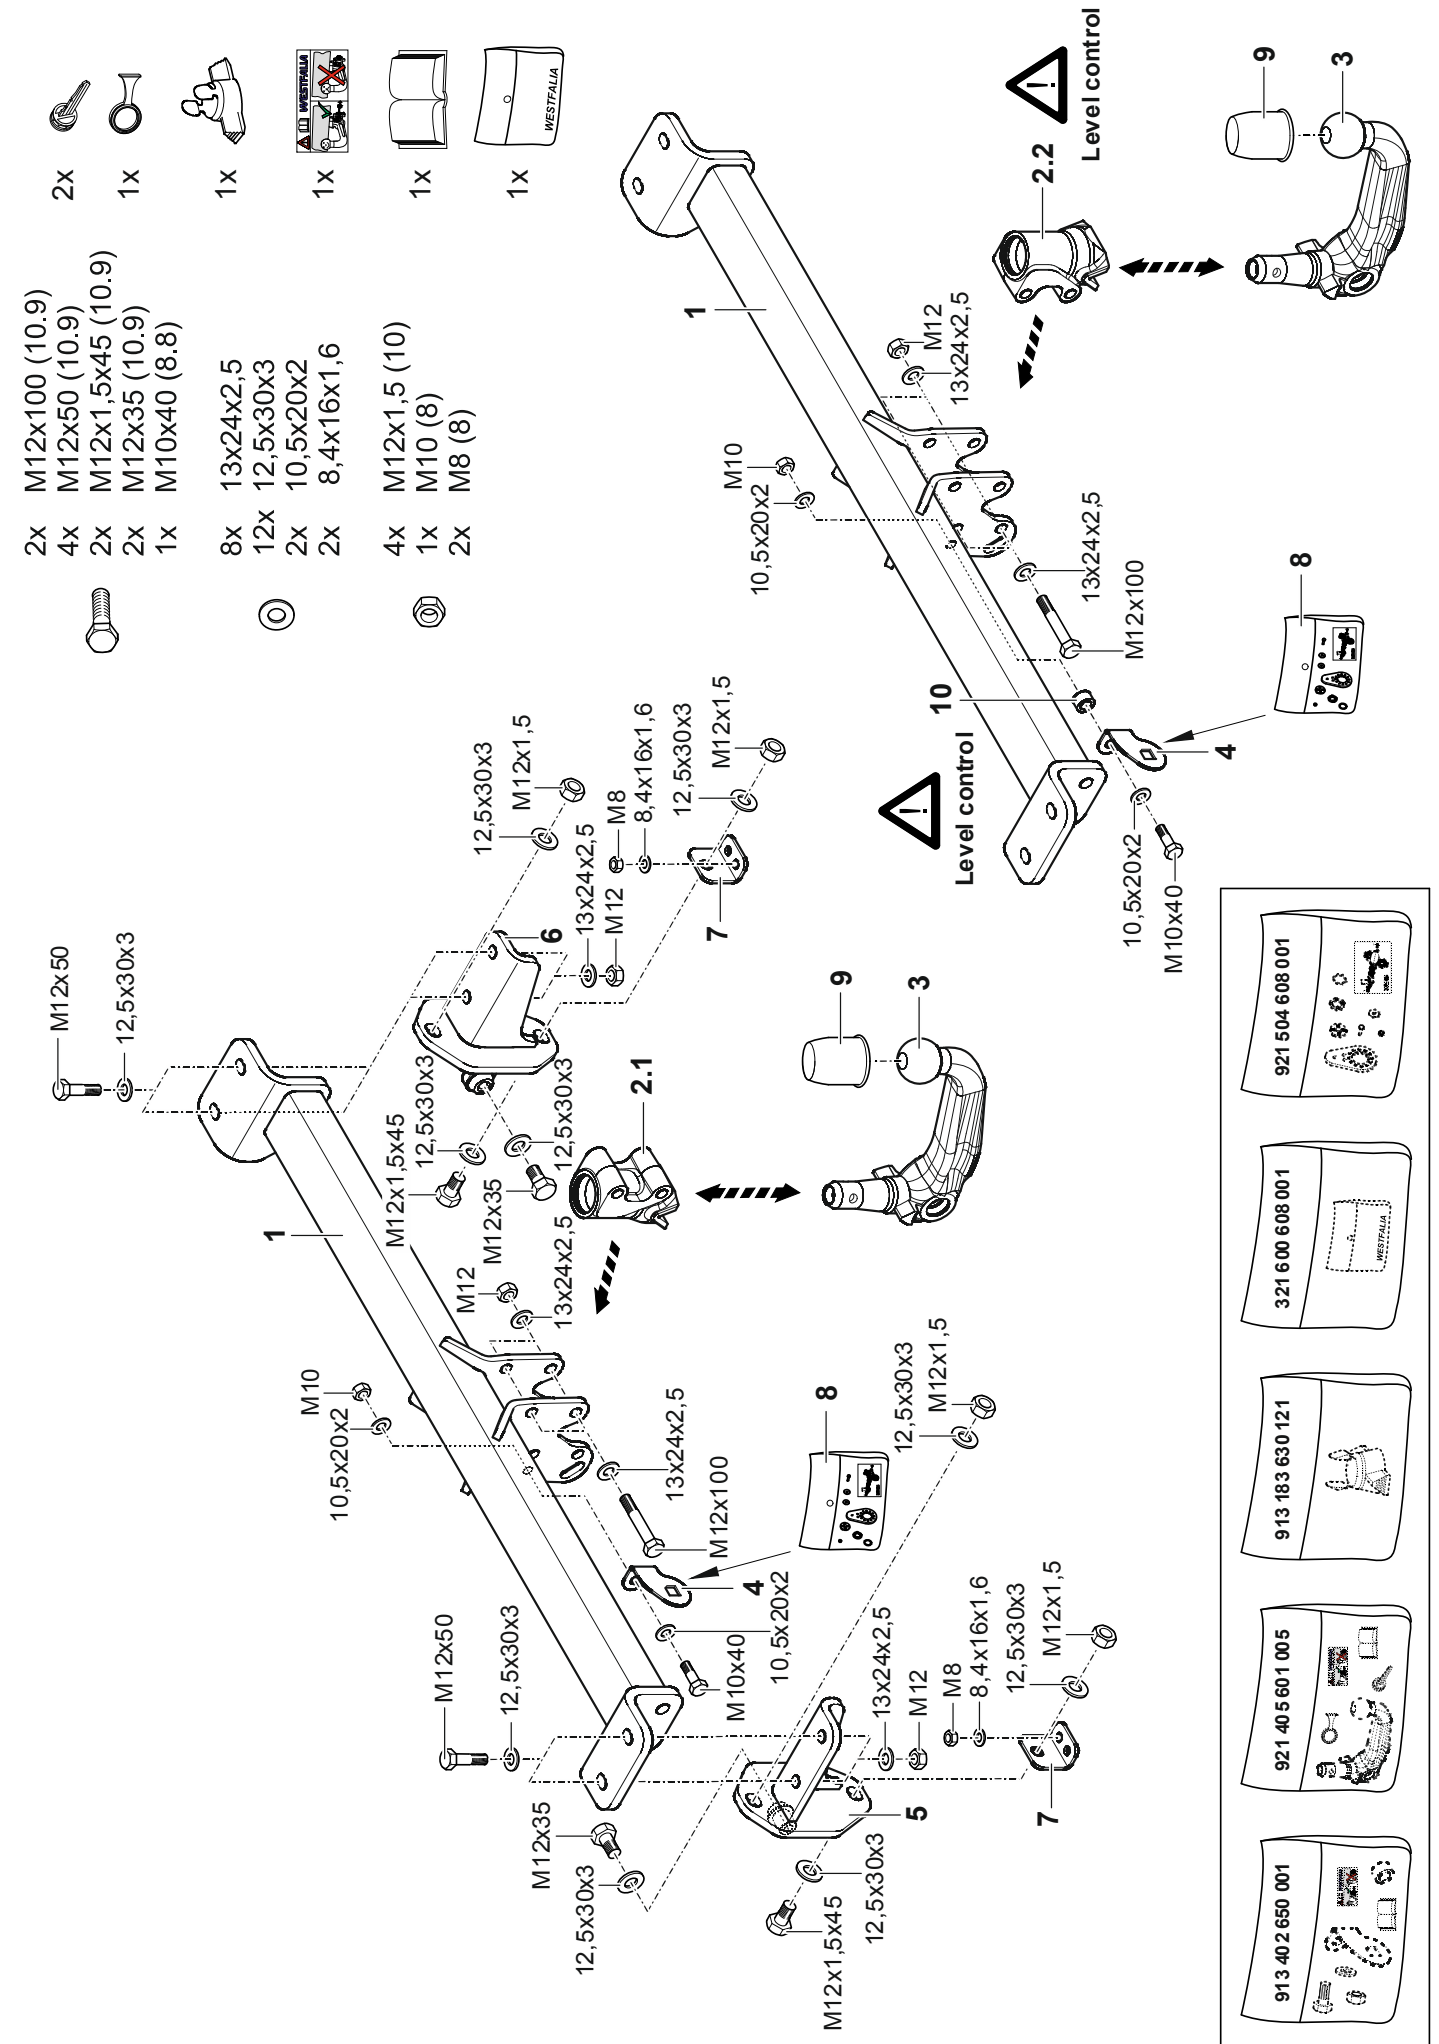 2x M12x100 (10.9)
4x M12x50 (10.9)
2x M12x1,5x45 (10.9)
2x M12x35 (10.9)
1x M10x40 (8.8)
8x 13x24x2,5
12x 12,5x30x3
2x 10,5x20x2
2x 8,4x16x1,6
4x M12x1,5 (10)
1x M10 (8)
2x M8 (8)
2x
1x
1x
1x
WESTFALIA
1x
1x
WESTFALIA
M12x50
12,5x30x3
1
M10
10,5x20x2
M12x50
12,5x30x3
M12x35
12,5x30x3
M12x1,5x45
12,5x30x3
5
M10x40
10,5x20x2
4
8
M12x100
13x24x2,5
M12
13x24x2,5
M12x1,5x45
12,5x30x3
M12x35
12,5x30x3
6
12,5x30x3
M12x1,5
13x24x2,5
M12
M8
8,4x16x1,6
12,5x30x3
M12x1,5
7
2.1
9
3
12,5x30x3
M12x1,5
13x24x2,5
M12
M8
8,4x16x1,6
12,5x30x3
M12x1,5
7
1
M10
10,5x20x2
M12
13x24x2,5
13x24x2,5
M12x100
10
Level control
10,5x20x2
M10x40
4
8
2.2
Level control
9
3
913 402 650 001
921 405 601 005
913 183 630 121
321 600 608 001
WESTFALIA
921 504 608 001